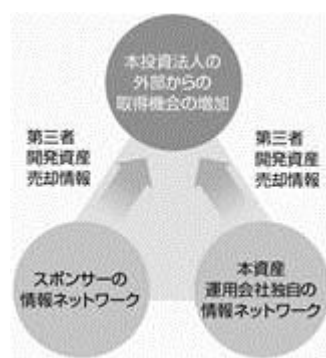 本投資法人の
外部からの
取得機会の増加
第三者
開発資産
売却情報
第三者
開発資産
売却情報
スポンサーの
情報ネットワーク
本資産
運用会社独自の
情報ネットワーク